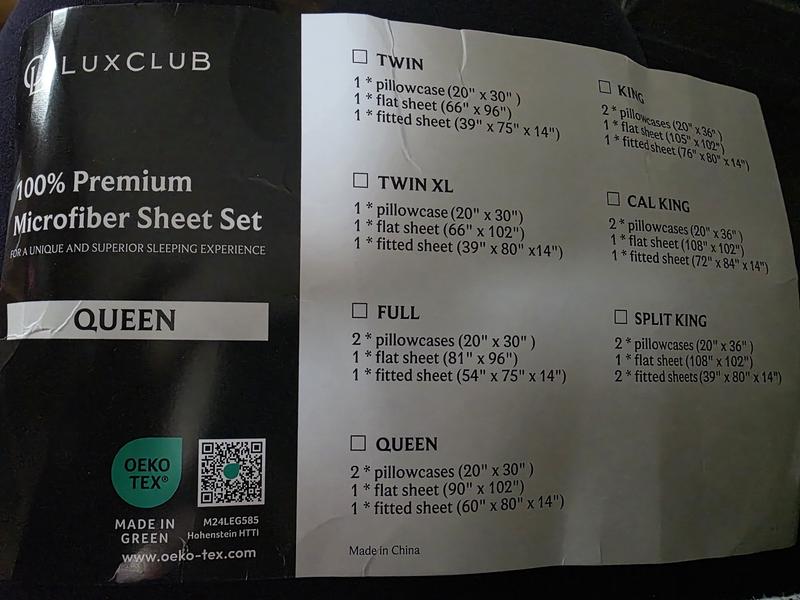 LUXCLUB
100% Premium
Microfiber Sheet Set
FOR A UNIQUE AND SUPERIOR SLEEPING EXPERIENCE
QUEEN
OEKO
TEX®
MADE IN
GREEN
M24LEG585
Hohenstein HTTI
www.oeko-tex.com
☐ TWIN
1 * pillowcase (20" x 30" )
1 * flat sheet (66" x 96")
1 * fitted sheet (39" x 75" x 14")
☐ TWIN XL
1 * pillowcase (20" x 30")
1 * flat sheet (66" x 102")
1 * fitted sheet (39" x 80" x14")
☐ FULL
2 * pillowcases (20" x 30" )
1 * flat sheet (81" x 96")
1 * fitted sheet (54" x 75" x 14")
☐ QUEEN
2 * pillowcases (20" x 30" )
1 * flat sheet (90" x 102")
1 * fitted sheet (60" x 80" x 14")
Made in China
☐ KING
2 * pillowcases (20" x 36" )
1 * flat sheet (105" x 102")
1 * fitted sheet (76" x 80" x 14")
☐ CAL KING
2 * pillowcases (20" x 36" )
1 * flat sheet (108" x 102")
1 * fitted sheet (72" x 84" x 14")
☐ SPLIT KING
2 * pillowcases (20" x 36" )
1 * flat sheet (108" x 102")
2 * fitted sheets (39" x 80" x 14")